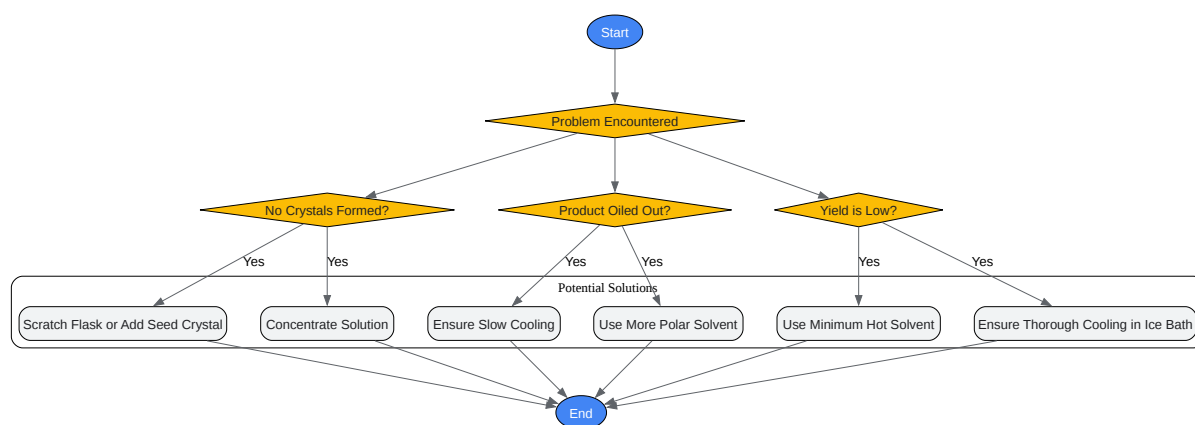 Start
Problem Encountered
No Crystals Formed?
Product Oiled Out?
Yield is Low?
Yes
Yes
Yes
Yes
Yes
Yes
Potential Solutions
Scratch Flask or Add Seed Crystal
Concentrate Solution
Ensure Slow Cooling
Use More Polar Solvent
Use Minimum Hot Solvent
Ensure Thorough Cooling in Ice Bath
End